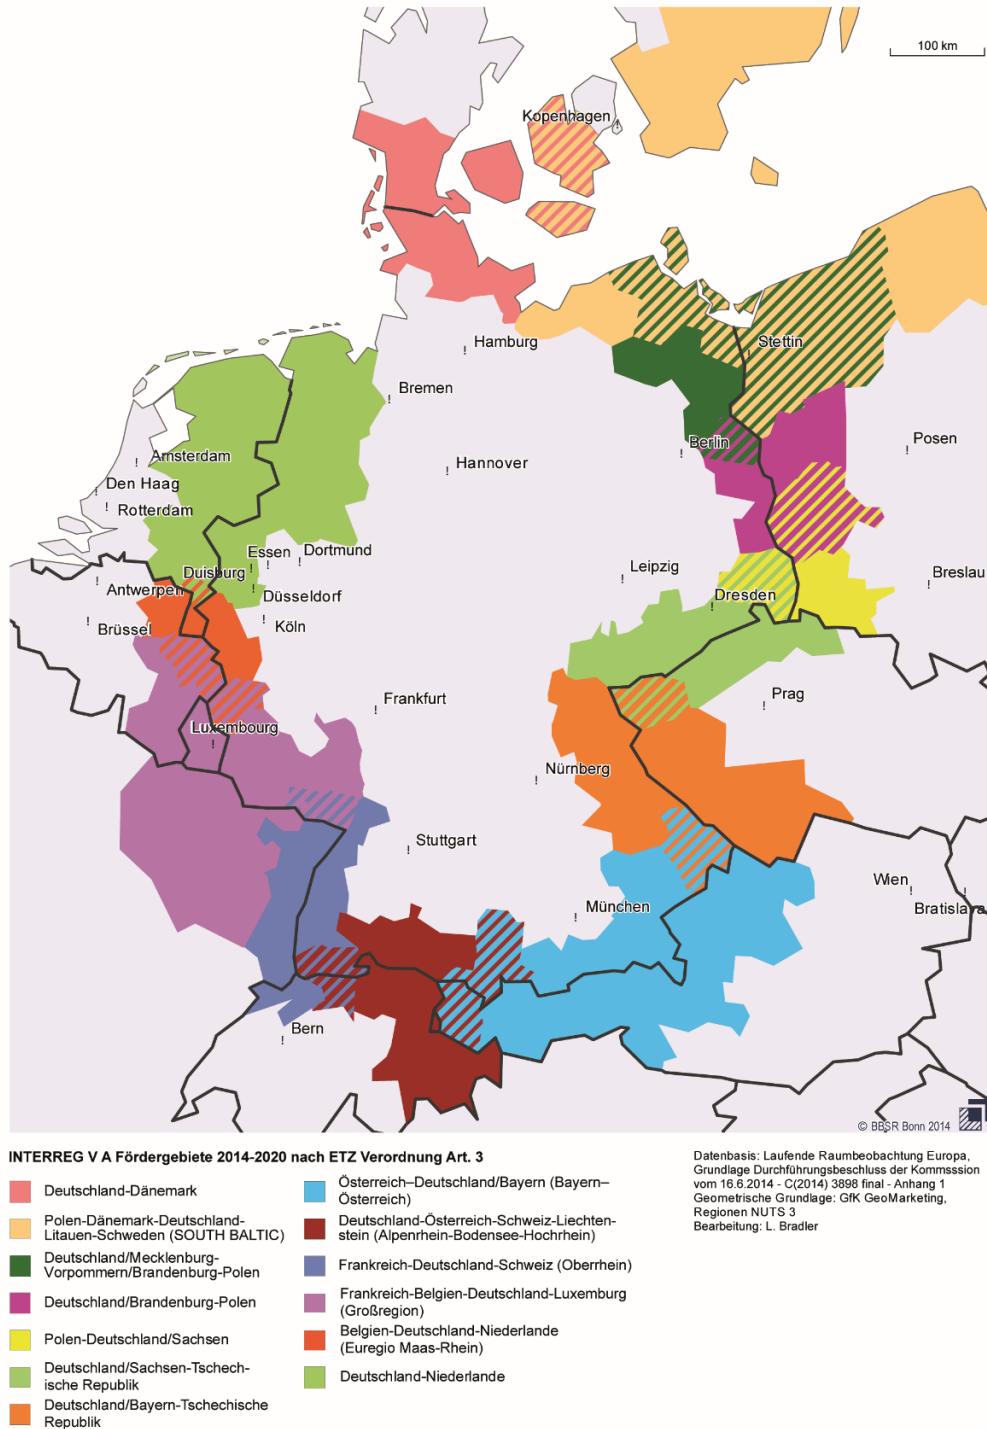 100 km
Kopenhagen
Hamburg
Stettin
Bremen
Amsterdam
Berlin
Posen
Hannover
Den Haag
Rotterdam
Essen
Dortmund
Duisburg
Leipzig
Breslau
Antwerpen
Düsseldorf
Dresden
Brüssel
Köln
Frankfurt
Prag
Luxembourg
Nürnberg
Stuttgart
Wien
München
Bratislava
Bern
© BBSR Bonn 2014
INTERREG V A Fördergebiete 2014-2020 nach ETZ Verordnung Art. 3
Deutschland-Dänemark
Polen-Dänemark-Deutschland-
Litauen-Schweden (SOUTH BALTIC)
Deutschland/Mecklenburg-
Vorpommern/Brandenburg-Polen
Deutschland/Brandenburg-Polen
Polen-Deutschland/Sachsen
Deutschland/Sachsen-Tschech-
ische Republik
Deutschland/Bayern-Tschechische
Republik
Österreich–Deutschland/Bayern (Bayern–
Österreich)
Deutschland-Österreich-Schweiz-Liechten-
stein (Alpenrhein-Bodensee-Hochrhein)
Frankreich-Deutschland-Schweiz (Oberrhein)
Frankreich-Belgien-Deutschland-Luxemburg
(Großregion)
Belgien-Deutschland-Niederlande
(Euregio Maas-Rhein)
Deutschland-Niederlande
Datenbasis: Laufende Raumbeobachtung Europa,
Grundlage Durchführungsbeschluss der Kommsssion
vom 16.6.2014 - C(2014) 3898 final - Anhang 1
Geometrische Grundlage: GfK GeoMarketing,
Regionen NUTS 3
Bearbeitung: L. Bradler